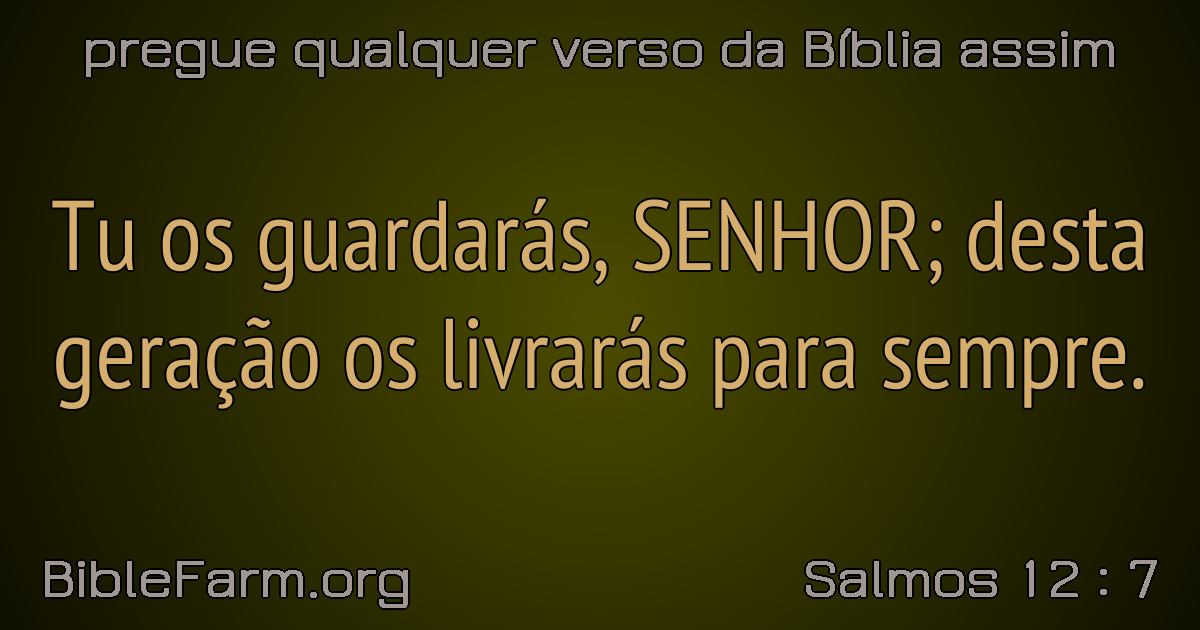 pregue qualquer verso da Bíblia assim
Tu os guardarás, SENHOR; desta
geração os livrarás para sempre.
BibleFarm.org
Salmos 12 : 7